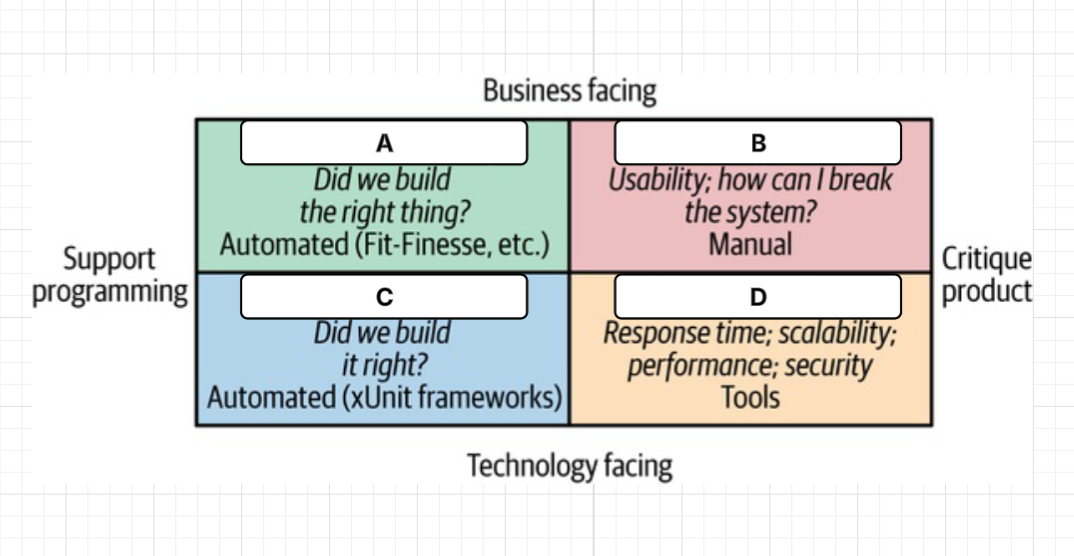 Business facing
A
Did we build
the right thing?
Automated (Fit-Finesse, etc.)
B
Usability; how can I break
the system?
Manual
Support
programming
Critique
product
C
Did we build
it right?
Automated (xUnit frameworks)
D
Response time; scalability;
performance; security
Tools
Technology facing